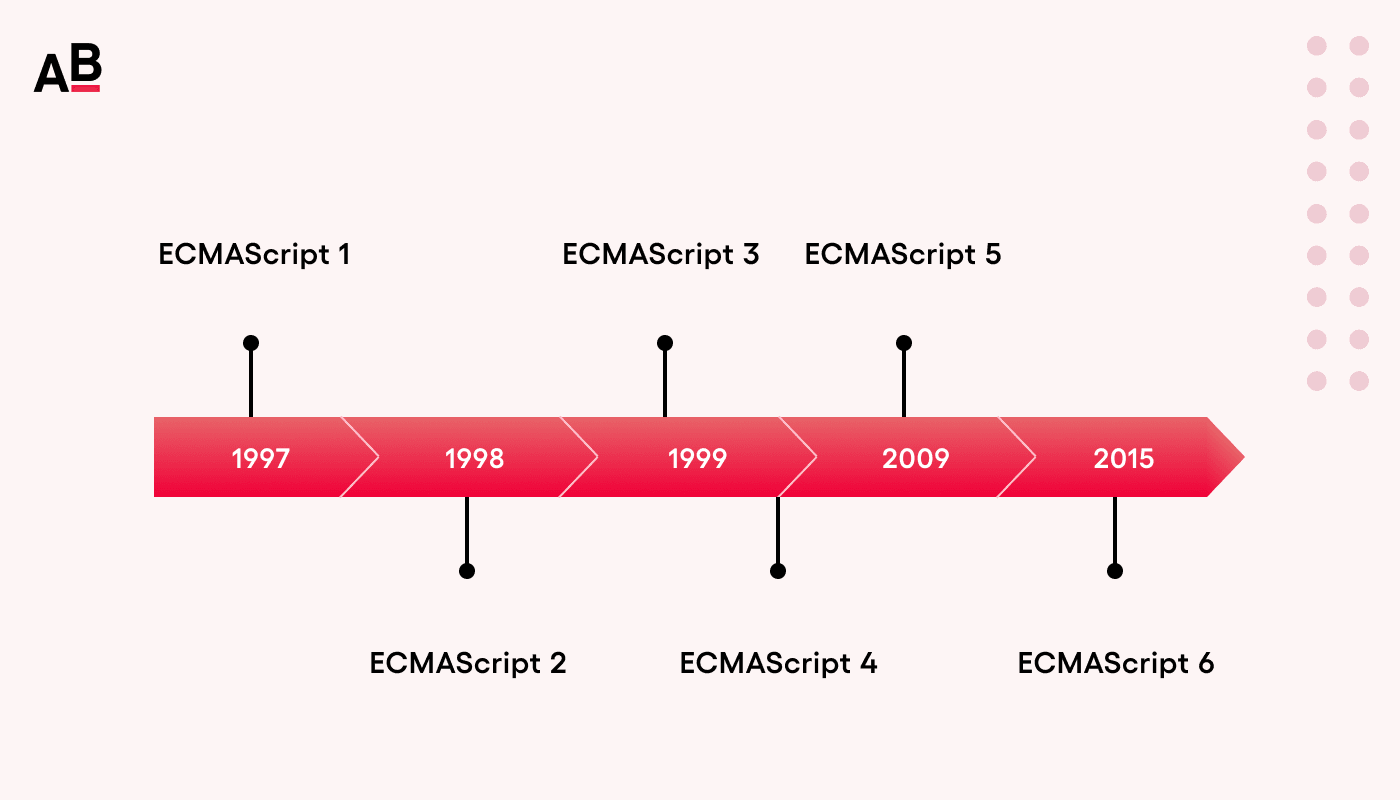 AB
ECMAScript 1
ECMAScript 3
ECMAScript 5
1997
1998
1999
2009
2015
ECMAScript 2
ECMAScript 4
ECMAScript 6